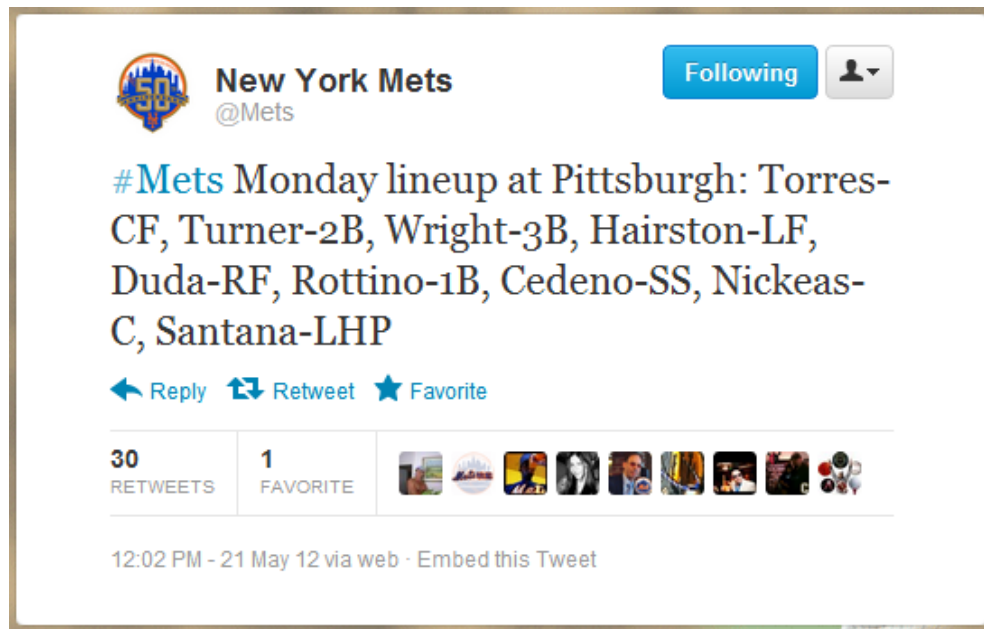 New York Mets
@Mets
Following
#Mets Monday lineup at Pittsburgh: Torres-
CF, Turner-2B, Wright-3B, Hairston-LF,
Duda-RF, Rottino-1B, Cedeno-SS, Nickeas-
C, Santana-LHP
Reply Retweet Favorite
30 1
RETWEETS FAVORITE
12:02 PM - 21 May 12 via web · Embed this Tweet